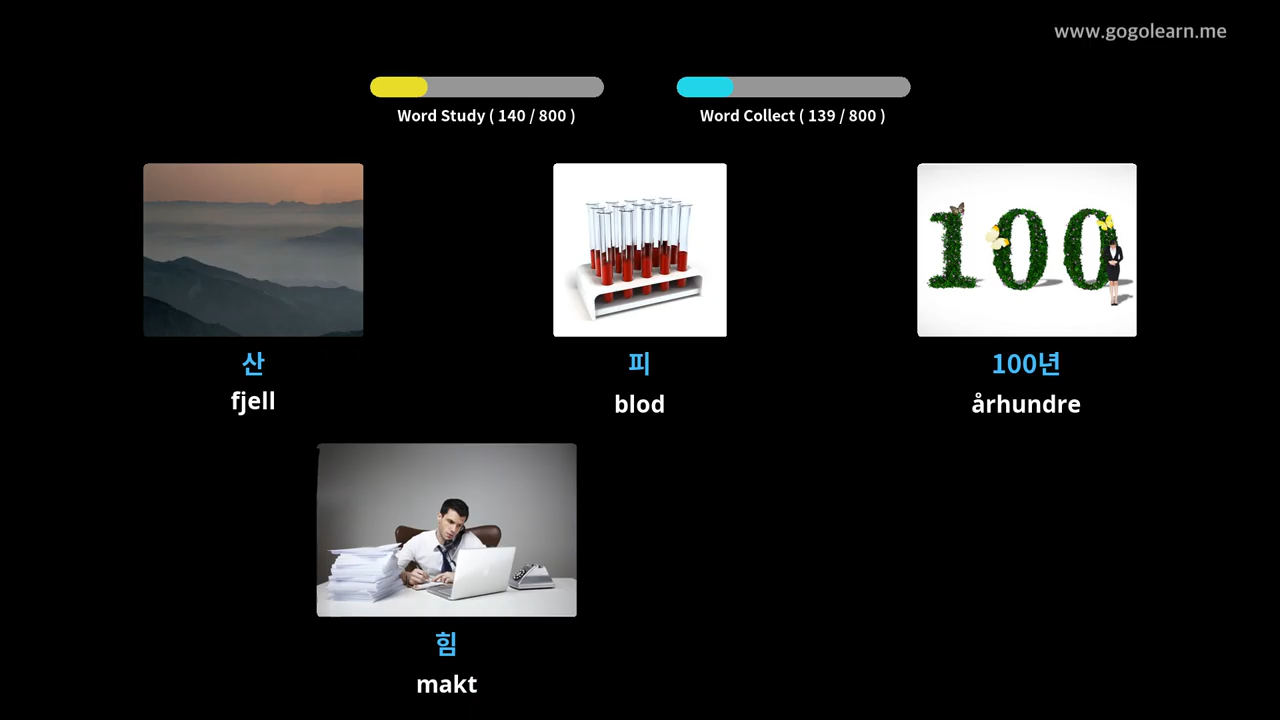 www.gogolearn.me
Word Study ( 140 / 800 )
Word Collect ( 139 / 800 )
산
fjell
피
blod
100
100년
århundre
힘
makt